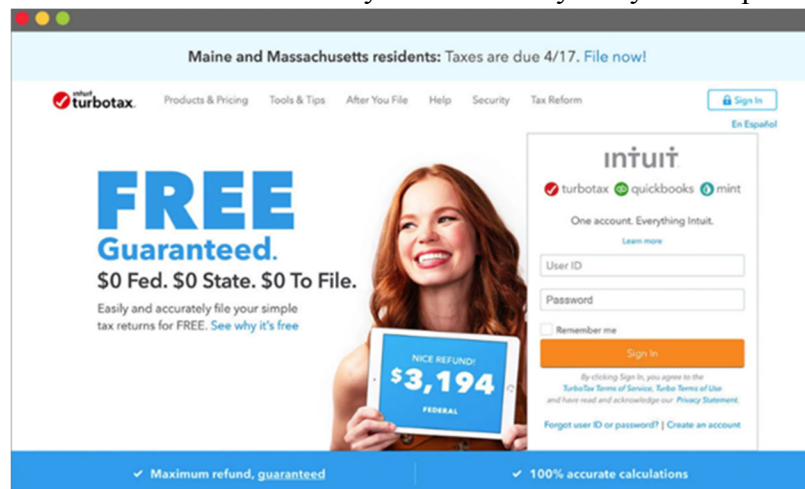 Maine and Massachusetts residents: Taxes are due 4/17. File now!
intuit
turbotax.
Products & Pricing Tools & Tips After You File Help Security Tax Reform Sign In
En Español
FREE
Guaranteed.
$0 Fed. $0 State. $0 To File.
Easily and accurately file your simple
tax returns for FREE. See why it's free
NICE REFUND!
$3,194
FEDERAL
intuit
turbotax quickbooks mint
One account. Everything Intuit.
Learn more
User ID
Password
Remember me
Sign In
By clicking Sign In, you agree to the
TurboTax Terms of Service, Turbo Terms of Use
and have read and acknowledge our Privacy Statement.
Forgot user ID or password? | Create an account
Maximum refund, guaranteed
100% accurate calculations